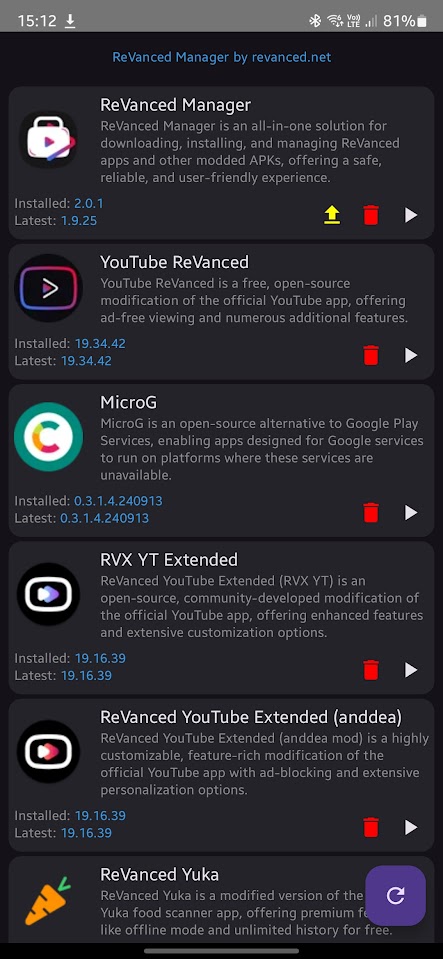 15:12
Vo))
LTE
81%
ReVanced Manager by revanced.net
ReVanced Manager
ReVanced Manager is an all-in-one solution for
downloading, installing, and managing ReVanced
apps and other modded APKs, offering a safe,
reliable, and user-friendly experience.
Installed: 2.0.1
Latest: 1.9.25
YouTube ReVanced
YouTube ReVanced is a free, open-source
modification of the official YouTube app, offering
ad-free viewing and numerous additional features.
Installed: 19.34.42
Latest: 19.34.42
MicroG
MicroG is an open-source alternative to Google Play
Services, enabling apps designed for Google services
to run on platforms where these services are
unavailable.
Installed: 0.3.1.4.240913
Latest: 0.3.1.4.240913
RVX YT Extended
ReVanced YouTube Extended (RVX YT) is an
open-source, community-developed modification of
the official YouTube app, offering enhanced features
and extensive customization options.
Installed: 19.16.39
Latest: 19.16.39
ReVanced YouTube Extended (anddea)
ReVanced YouTube Extended (anddea mod) is a highly
customizable, feature-rich modification of the
official YouTube app with ad-blocking and extensive
personalization options.
Installed: 19.16.39
Latest: 19.16.39
ReVanced Yuka
ReVanced Yuka is a modified version of the
Yuka food scanner app, offering premium
like offline mode and unlimited history for free.